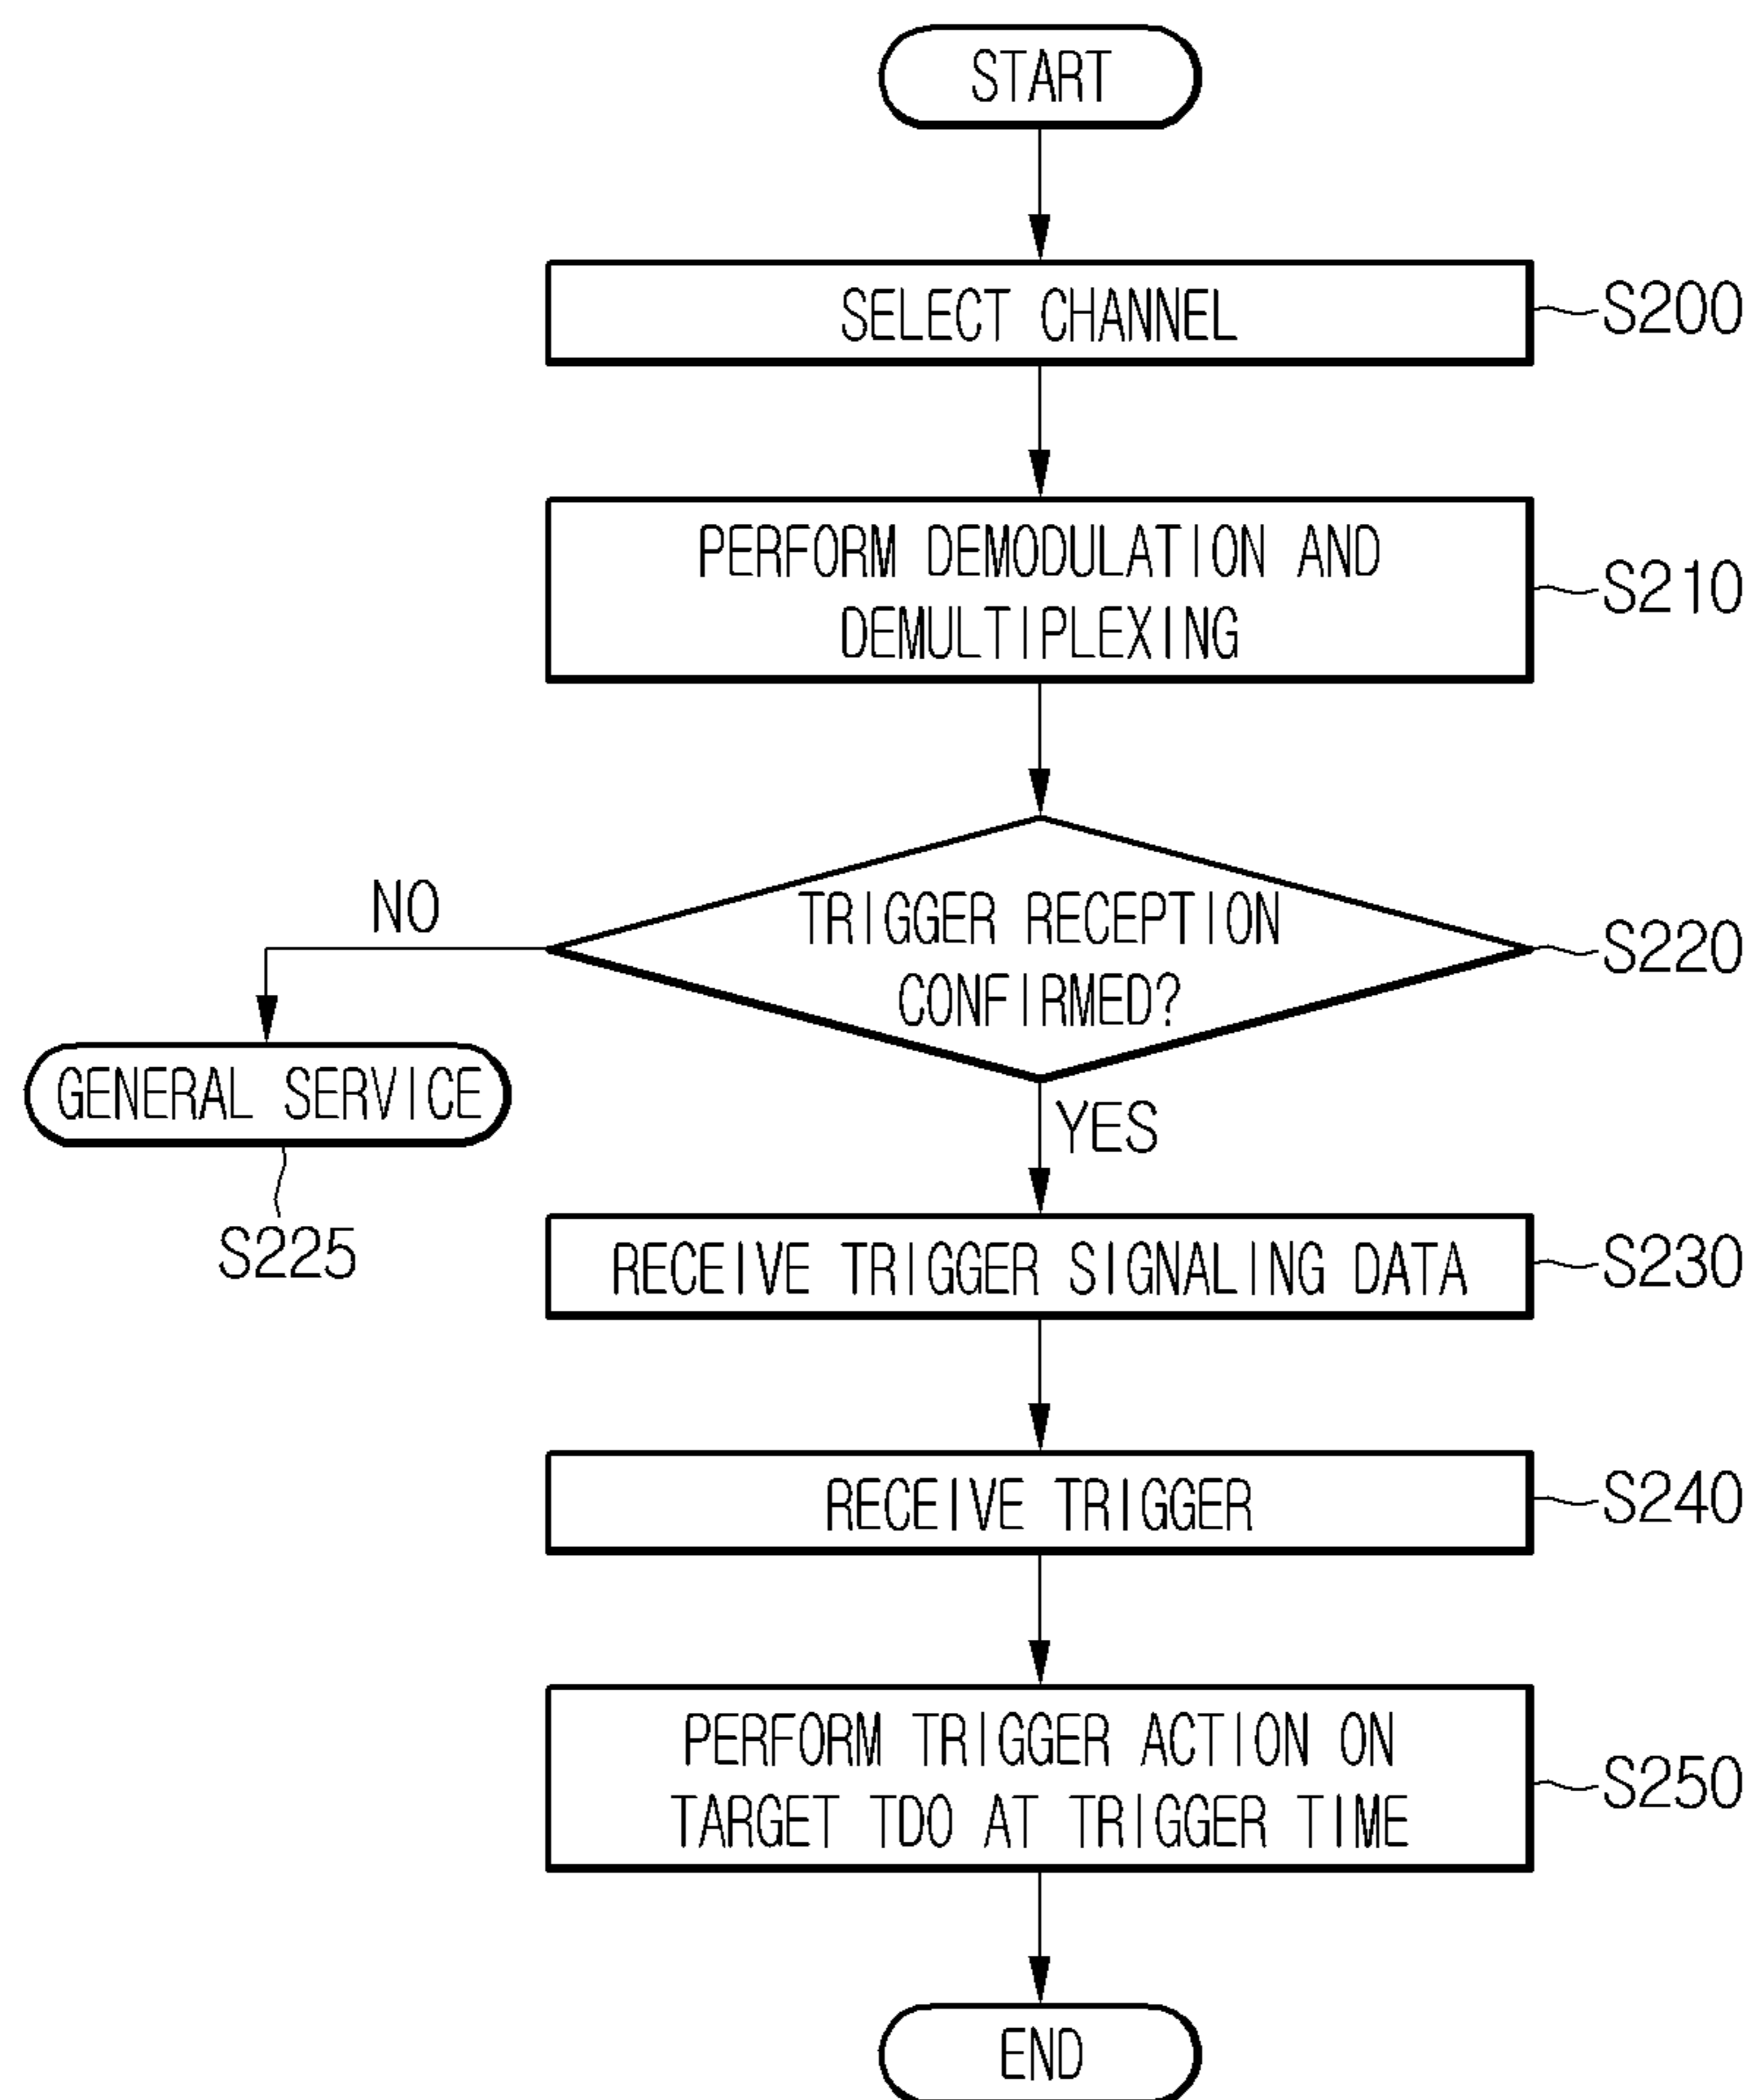 START
SELECT CHANNEL
S200
PERFORM DEMODULATION AND
DEMULTIPLEXING
S210
TRIGGER RECEPTION
CONFIRMED?
S220
NO
GENERAL SERVICE
S225
YES
RECEIVE TRIGGER SIGNALING DATA
S230
RECEIVE TRIGGER
S240
PERFORM TRIGGER ACTION ON
TARGET TDO AT TRIGGER TIME
S250
END